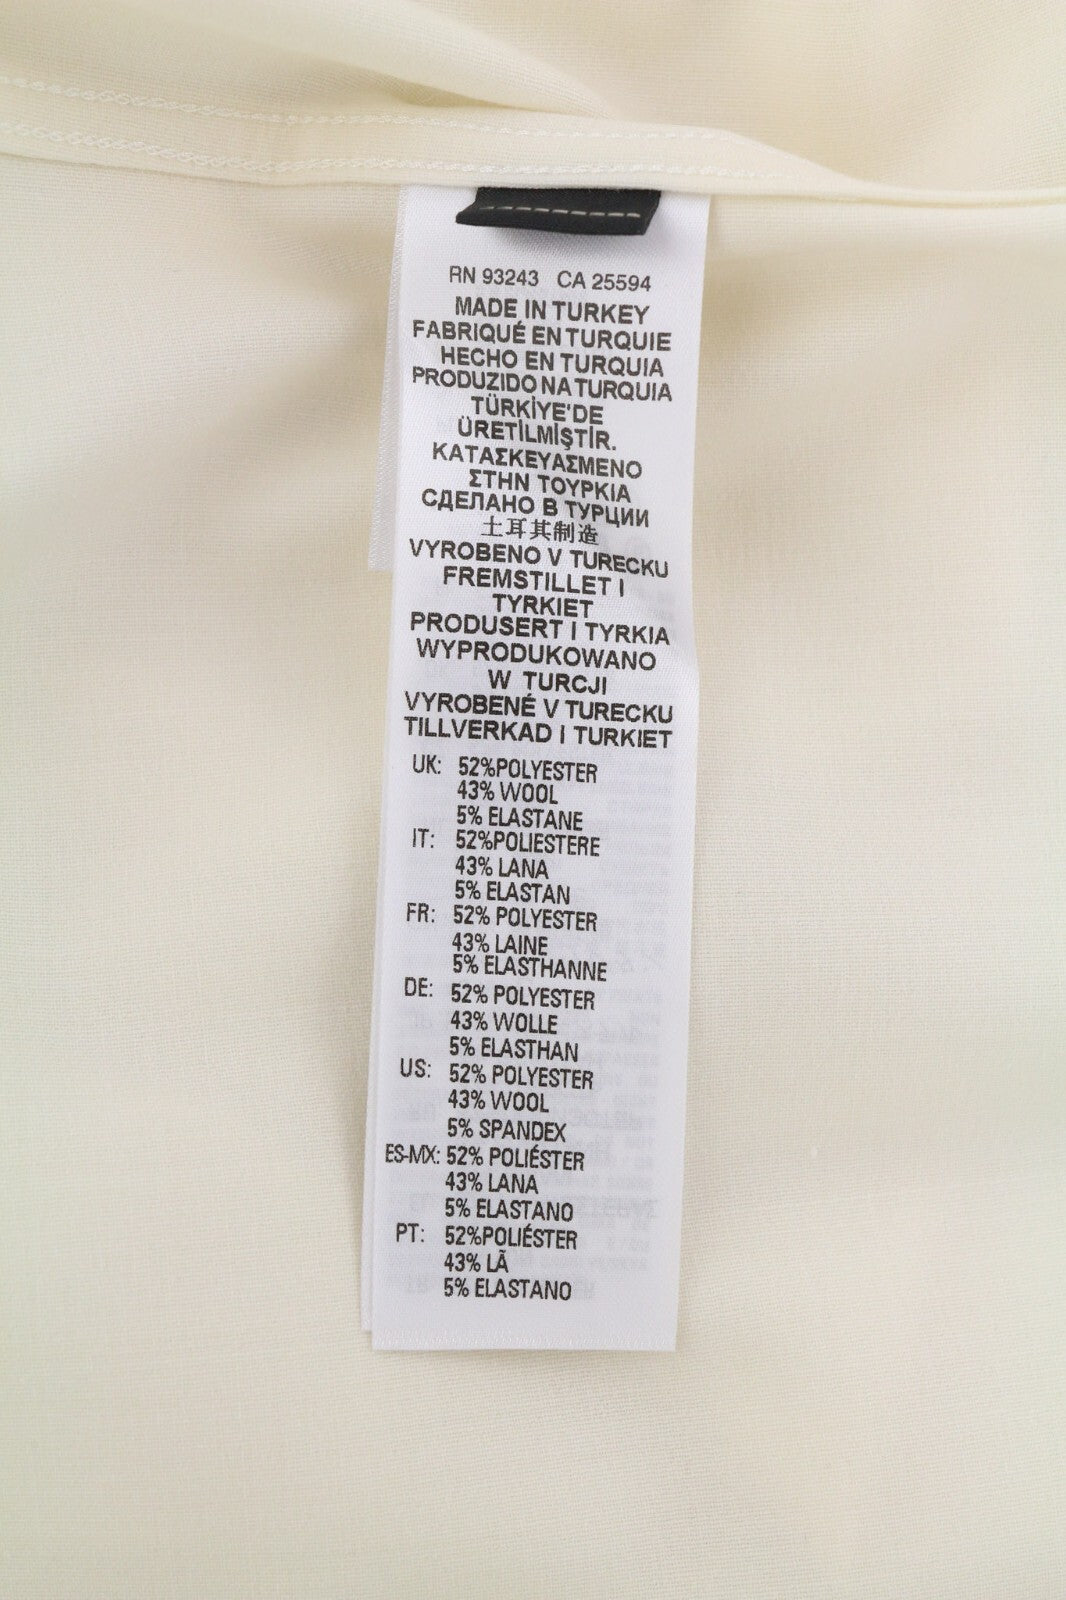 RN 93243 CA 25594
MADE IN TURKEY
FABRIQUÉ EN TURQUIE
HECHO EN TURQUIA
PRODUZIDO NA TURQUIA
TÜRKİYE'DE
ÜRETİLMİŞTİR.
ΚΑΤΑΣΚΕΥΑΣΜΕΝΟ
ΣΤΗΝ ΤΟΥΡΚΙΑ
СДЕЛАНО В ТУРЦИИ
土耳其制造
VYROBENO V TURECKU
FREMSTILLET I
TYRKIET
PRODUSERT I TYRKIA
WYPRODUKOWANO
W TURCJI
VYROBENÉ V TURECKU
TILLVERKAD I TURKIET
UK: 52%POLYESTER
43% WOOL
5% ELASTANE
IT: 52%POLIESTERE
43% LANA
5% ELASTAN
FR: 52% POLYESTER
43% LAINE
5% ELASTHANNE
DE: 52% POLYESTER
43% WOLLE
5% ELASTHAN
US: 52% POLYESTER
43% WOOL
5% SPANDEX
ES-MX: 52% POLIÉSTER
43% LANA
5% ELASTANO
PT: 52%POLIÉSTER
43% LÃ
5% ELASTANO